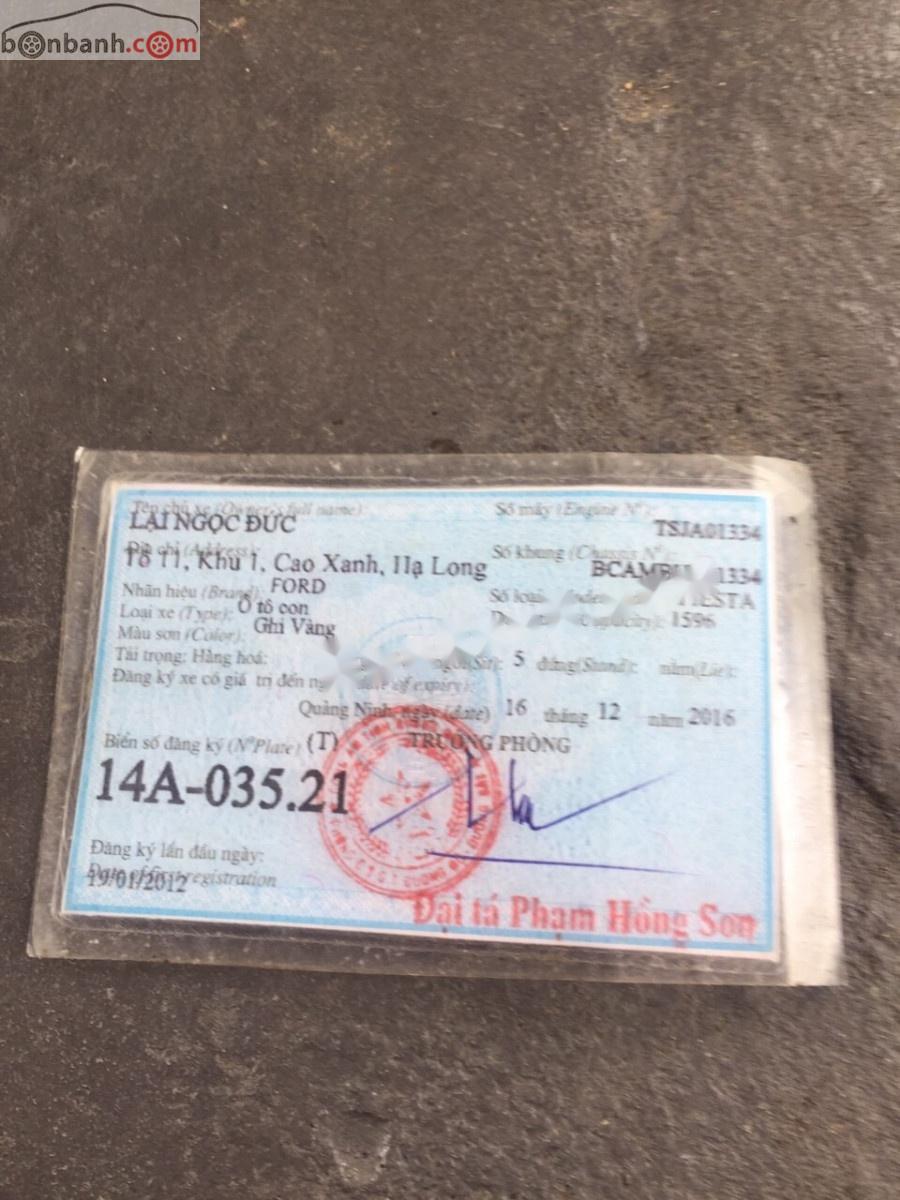 bonbanh.com
Tên chủ xe (Owner's full name): Số máy (Engine N°):
LẠI NGỌC ĐỨC TSJA01334
Địa chỉ (Address): Số khung (Chassis N°):
Tổ 11, Khu 1, Cao Xanh, Hạ Long 1334
Nhãn hiệu (Brand): FORD Số loại
Loại xe (Type): Ô tô con 1596
Màu sơn (Color): Ghi Vàng
Tải trọng: Hàng hoá: ngồi(Sit): 5 đứng(Stand): nằm(Lie):
Đăng ký xe có giá trị đến date of expiry):
Quảng Ninh, ngày (date) 16 tháng 12 năm 2016
Biển số đăng ký (N°Plate) (T) TRƯỞNG PHÒNG
14A-035.21
Đăng ký lần đầu ngày:
Date of first registration
19/01/2012
Đại tá Phạm Hồng Sơn